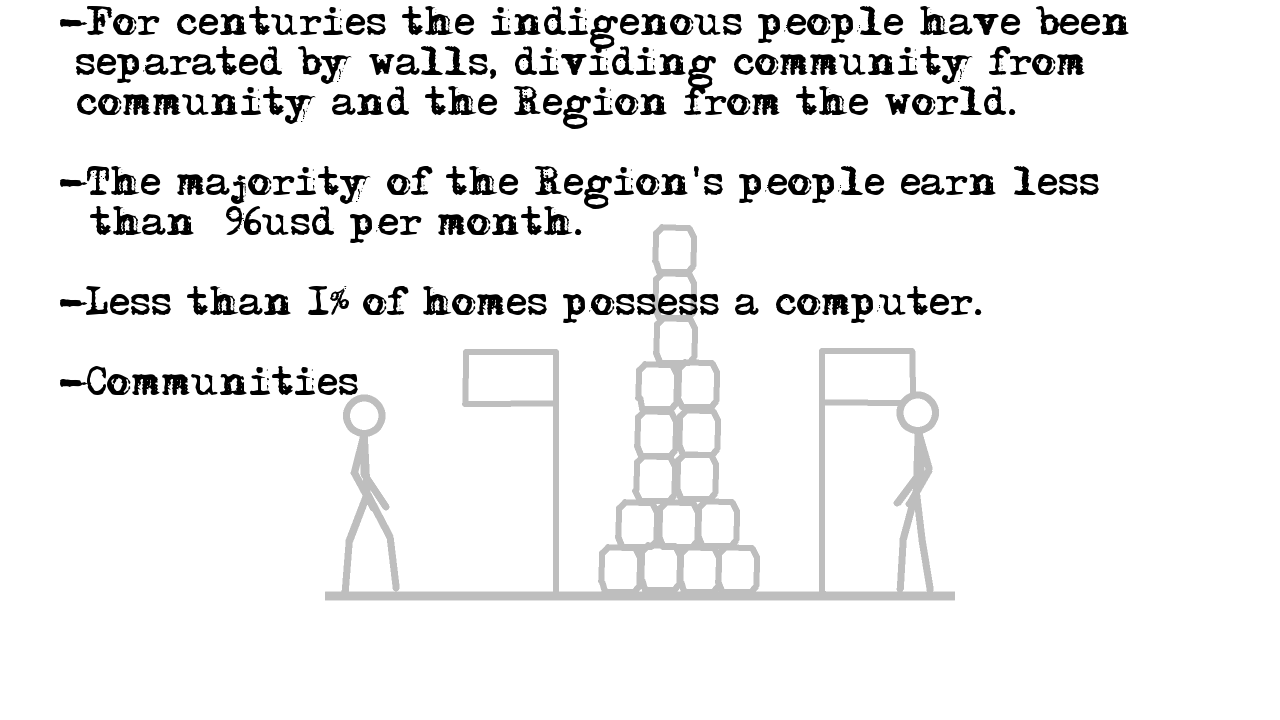 -For centuries the indigenous people have been
separated by walls, dividing community from
community and the Region from the world.
-The majority of the Region's people earn less
than 96usd per month.
-Less than 1% of homes possess a computer.
-Communities